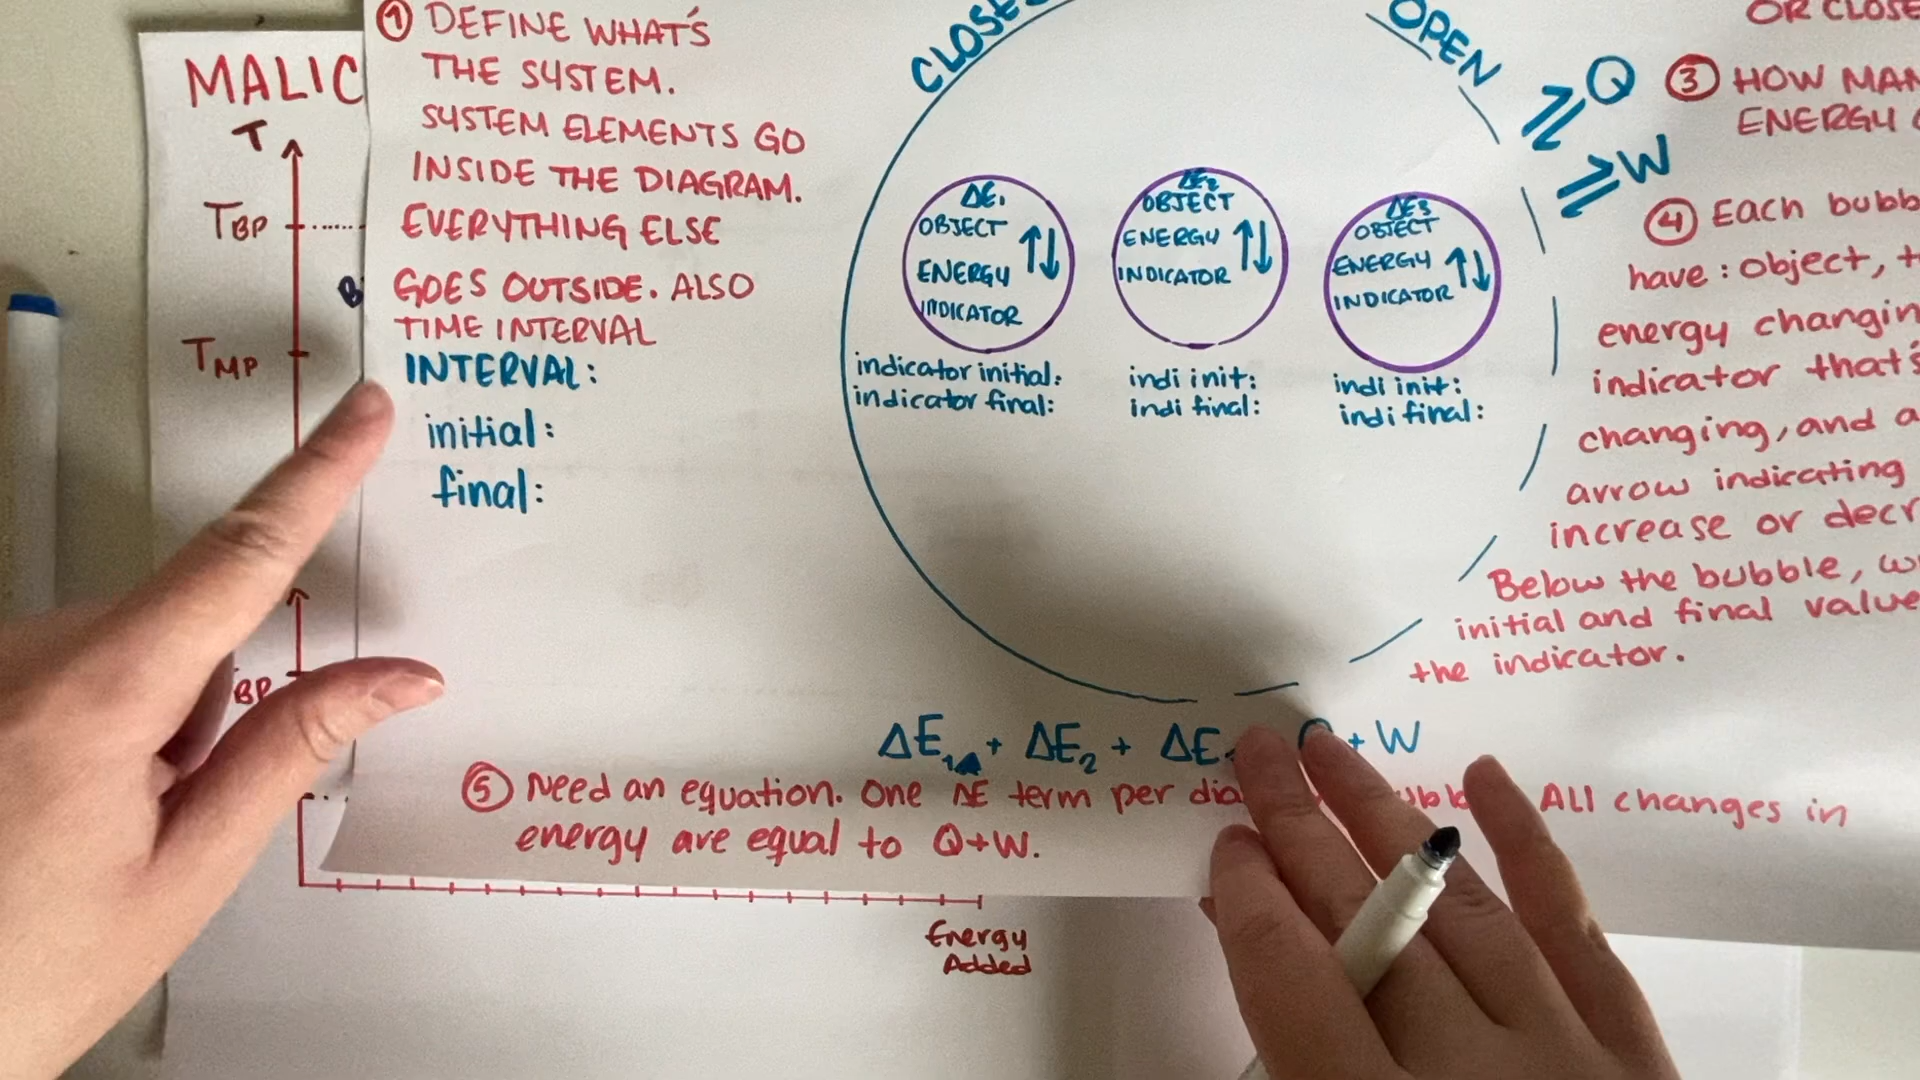 MALIC
T
TBP
TMP
BP
① DEFINE WHAT'S
THE SYSTEM.
SYSTEM ELEMENTS GO
INSIDE THE DIAGRAM.
EVERYTHING ELSE
GOES OUTSIDE. ALSO
TIME INTERVAL
INTERVAL:
initial:
final:
CLOSE
OPEN
Q
W
ΔE1
OBJECT
ENERGY
INDICATOR
indicator initial:
indicator final:
ΔE2
OBJECT
ENERGY
INDICATOR
indi init:
indi final:
ΔE3
OBJECT
ENERGY
INDICATOR
indi init:
indi final:
OR CLOSE
③ HOW MAN
ENERGY
④ Each bubb
have: object, t
energy changin
indicator that's
changing, and a
arrow indicating
increase or decr
Below the bubble, w
initial and final value
the indicator.
ΔE1 + ΔE2 + ΔE + W
⑤ Need an equation. One ΔE term per dia All changes in
energy are equal to Q+W.
Energy
Added